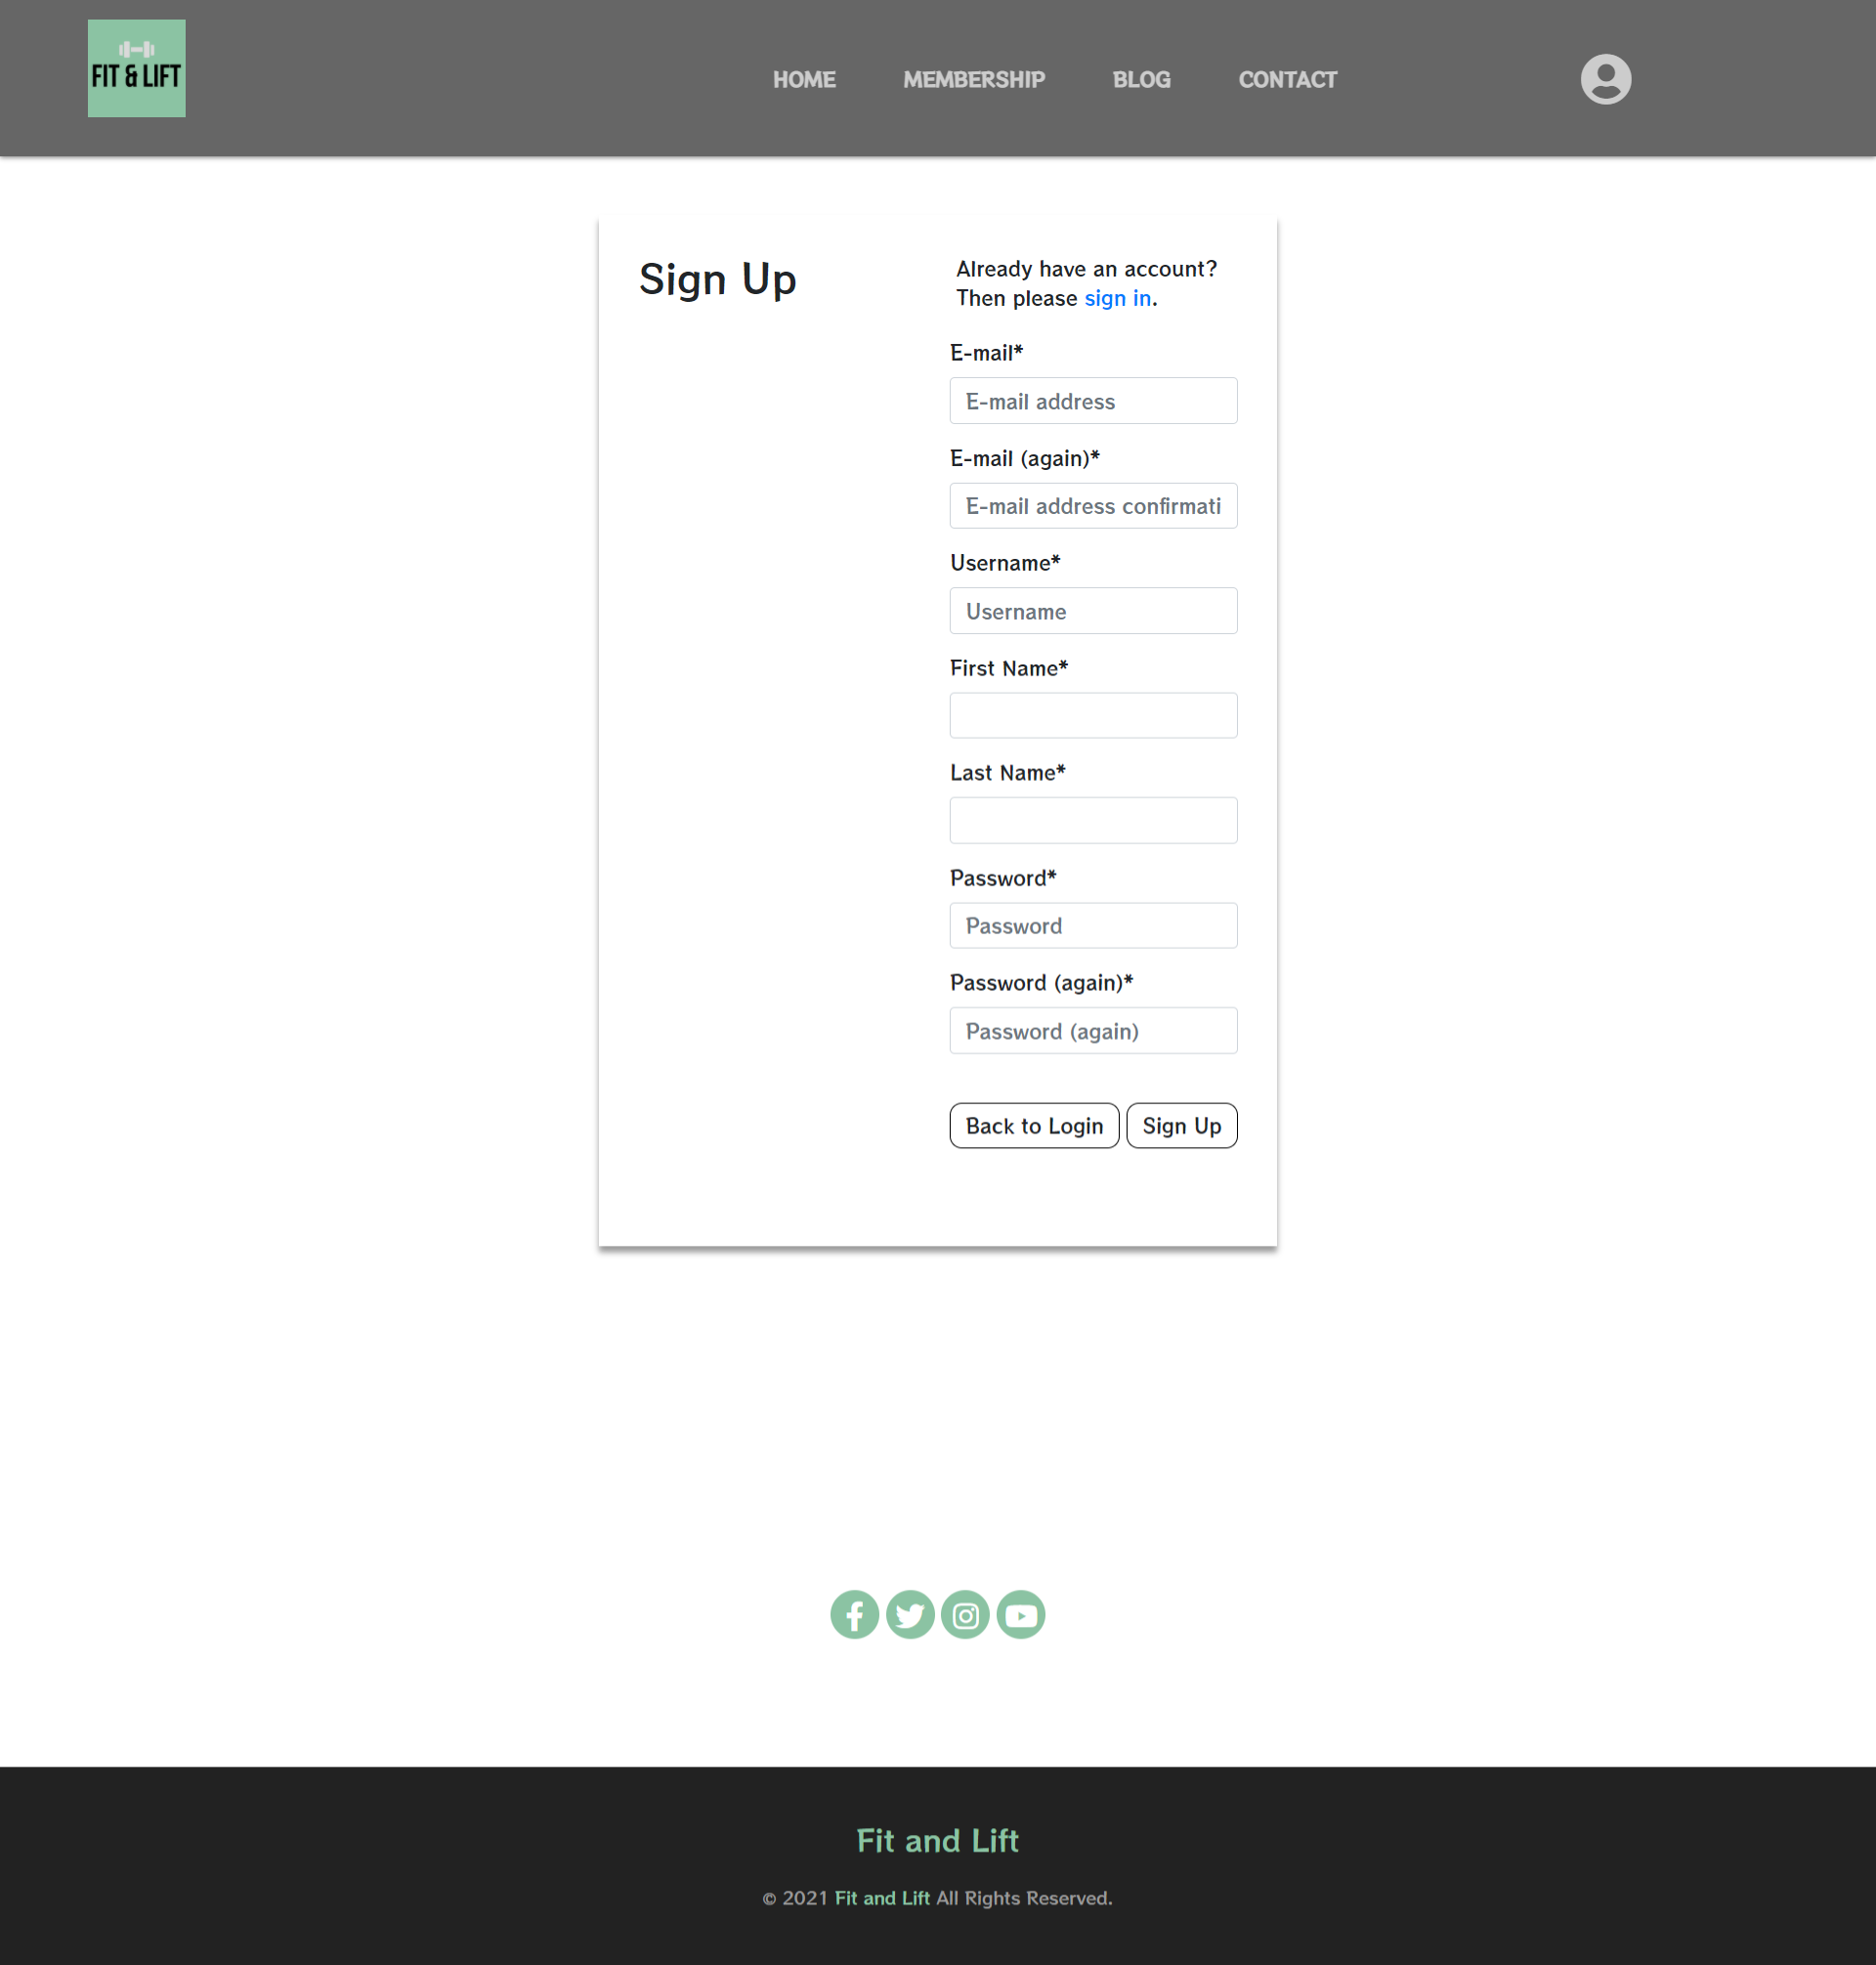 FIT & LIFT
HOME MEMBERSHIP BLOG CONTACT
Sign Up
Already have an account?
Then please sign in.
E-mail*
E-mail address
E-mail (again)*
E-mail address confirmati
Username*
Username
First Name*
Last Name*
Password*
Password
Password (again)*
Password (again)
Back to Login Sign Up
Fit and Lift
© 2021 Fit and Lift All Rights Reserved.